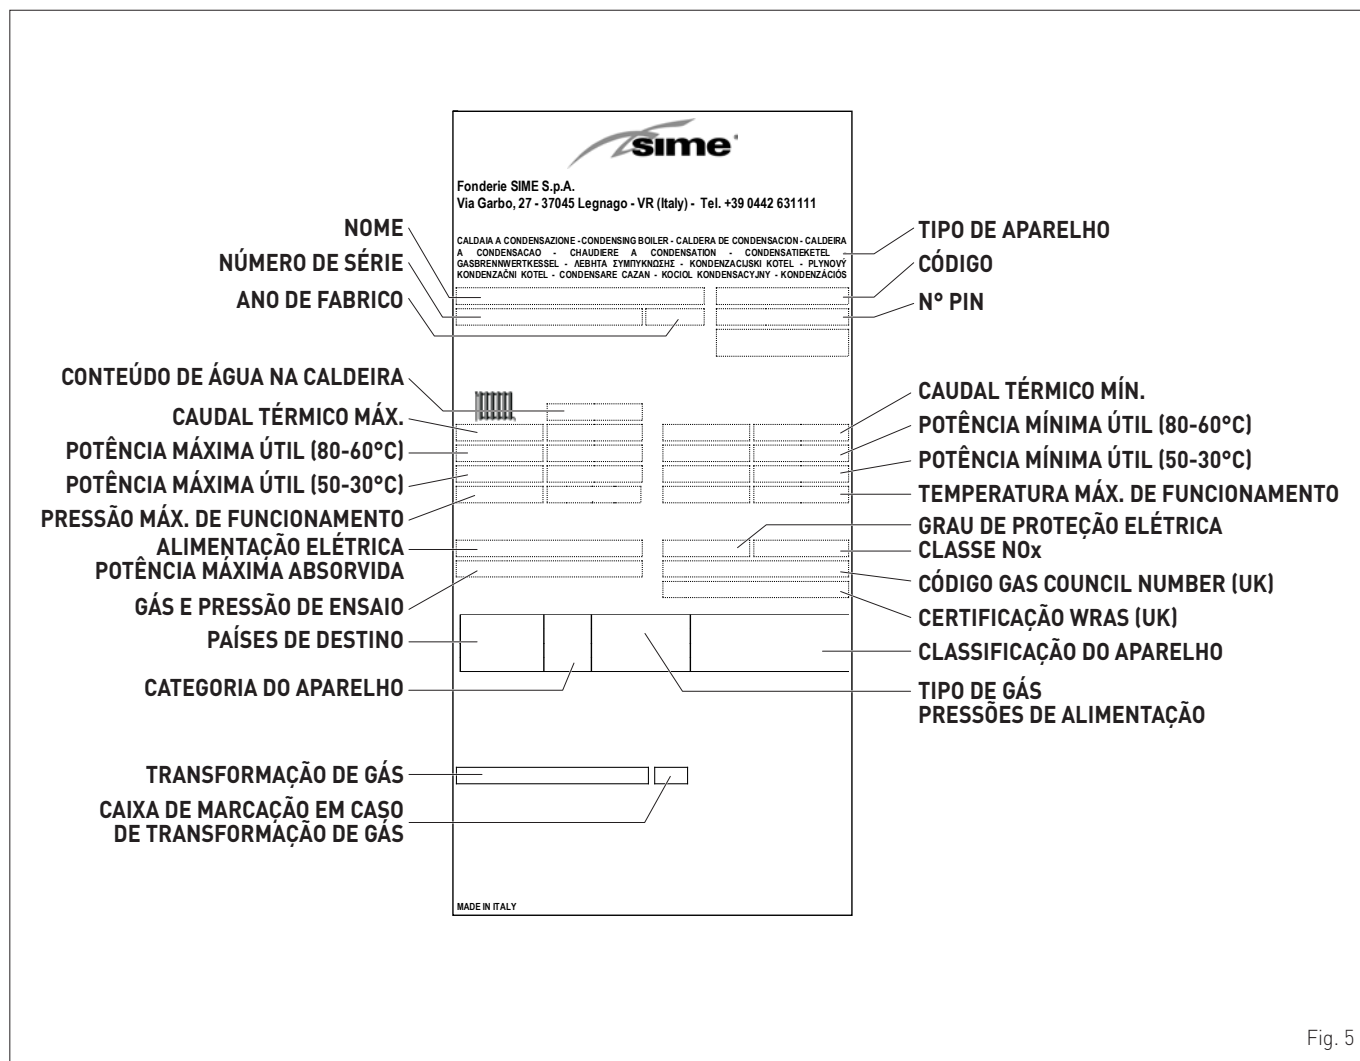 sime
Fonderie SIME S.p.A.
Via Garbo, 27 - 37045 Legnago - VR (Italy) - Tel. +39 0442 631111
CALDAIA A CONDENSAZIONE - CONDENSING BOILER - CALDERA DE CONDENSACION - CALDEIRA
A CONDENSACAO - CHAUDIERE A CONDENSATION - CONDENSATIEKETEL -
GASBRENNWERTKESSEL - ΛΕΒΗΤΑ ΣΥΜΠΥΚΝΩΣΗΣ - KONDENZACIJSKI KOTEL - PLYNOVÝ
KONDENZAČNI KOTEL - CONDENSARE CAZAN - KOCIOL KONDENSACYJNY - KONDENZÁCIÓS
NOME
NÚMERO DE SÉRIE
ANO DE FABRICO
CONTEÚDO DE ÁGUA NA CALDEIRA
CAUDAL TÉRMICO MÁX.
POTÊNCIA MÁXIMA ÚTIL (80-60°C)
POTÊNCIA MÁXIMA ÚTIL (50-30°C)
PRESSÃO MÁX. DE FUNCIONAMENTO
ALIMENTAÇÃO ELÉTRICA
POTÊNCIA MÁXIMA ABSORVIDA
GÁS E PRESSÃO DE ENSAIO
PAÍSES DE DESTINO
CATEGORIA DO APARELHO
TRANSFORMAÇÃO DE GÁS
CAIXA DE MARCAÇÃO EM CASO
DE TRANSFORMAÇÃO DE GÁS
TIPO DE APARELHO
CÓDIGO
N° PIN
CAUDAL TÉRMICO MÍN.
POTÊNCIA MÍNIMA ÚTIL (80-60°C)
POTÊNCIA MÍNIMA ÚTIL (50-30°C)
TEMPERATURA MÁX. DE FUNCIONAMENTO
GRAU DE PROTEÇÃO ELÉTRICA
CLASSE NOx
CÓDIGO GAS COUNCIL NUMBER (UK)
CERTIFICAÇÃO WRAS (UK)
CLASSIFICAÇÃO DO APARELHO
TIPO DE GÁS
PRESSÕES DE ALIMENTAÇÃO
MADE IN ITALY
Fig. 5